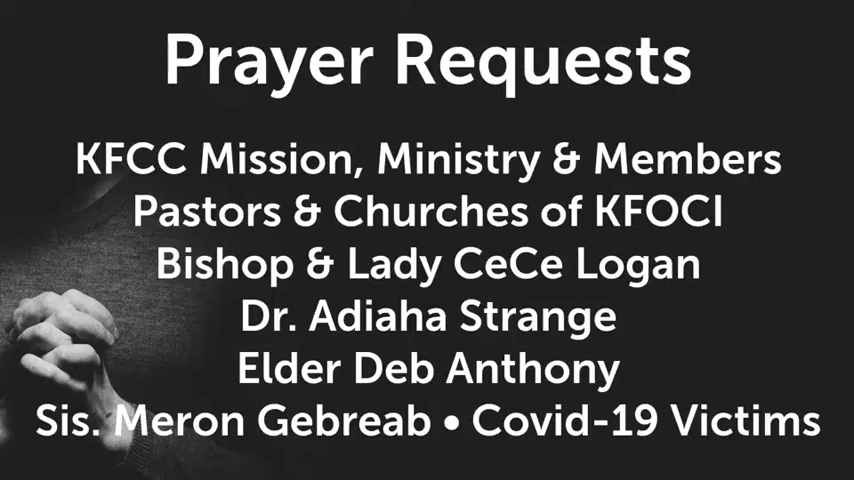 Prayer Requests
KFCC Mission, Ministry & Members
Pastors & Churches of KFOCI
Bishop & Lady CeCe Logan
Dr. Adiaha Strange
Elder Deb Anthony
Sis. Meron Gebreab • Covid-19 Victims